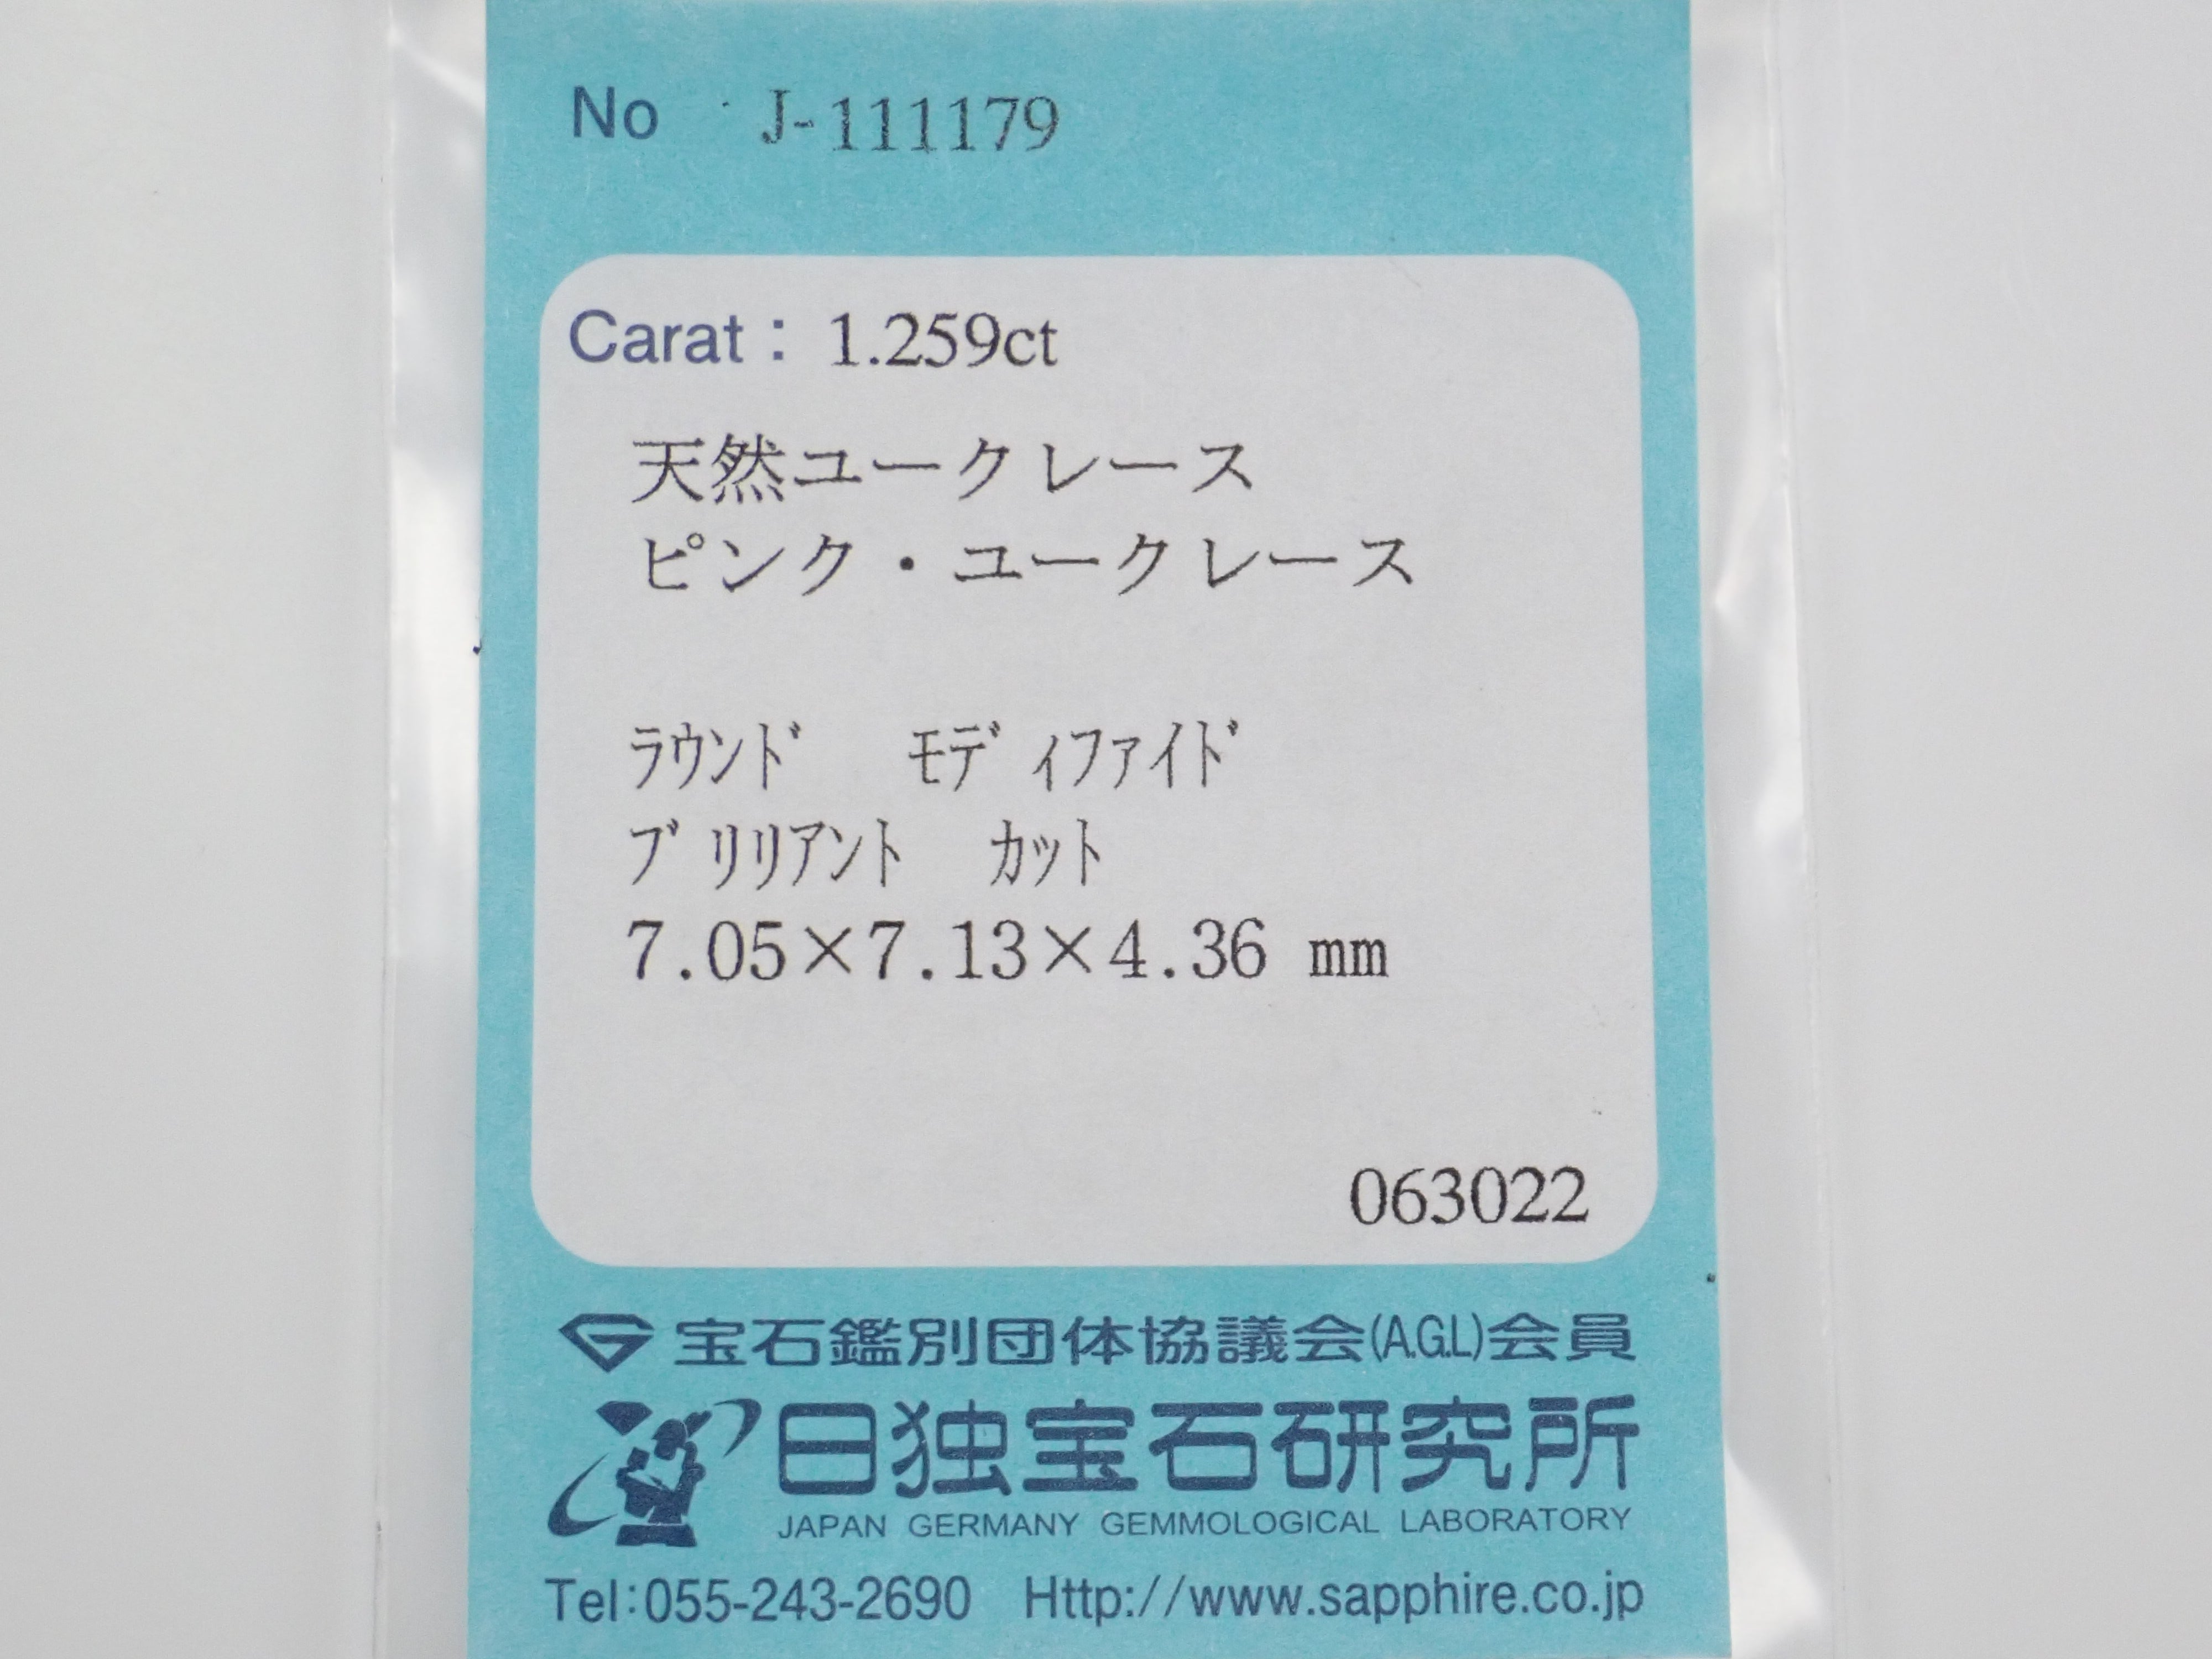 No J-111179
Carat : 1.259ct
天然ユークレース
ピンク・ユークレース
ﾗｳﾝﾄﾞ ﾓﾃﾞｨﾌｧｲﾄﾞ
ﾌﾞﾘﾘｱﾝﾄ ｶｯﾄ
7.05×7.13×4.36 mm
063022
宝石鑑別団体協議会(A.G.L)会員
日独宝石研究所
JAPAN GERMANY GEMMOLOGICAL LABORATORY
Tel:055-243-2690 Http://www.sapphire.co.jp